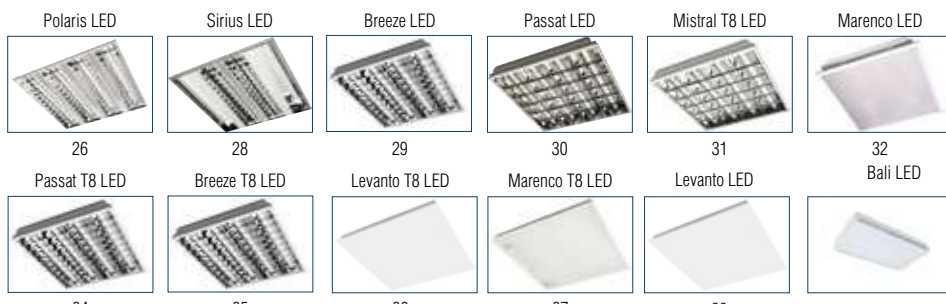 Polaris LED Sirius LED Breeze LED Passat LED Mistral T8 LED Marenco LED
26 28 29 30 31 32
Passat T8 LED Breeze T8 LED Levanto T8 LED Marenco T8 LED Levanto LED Bali LED